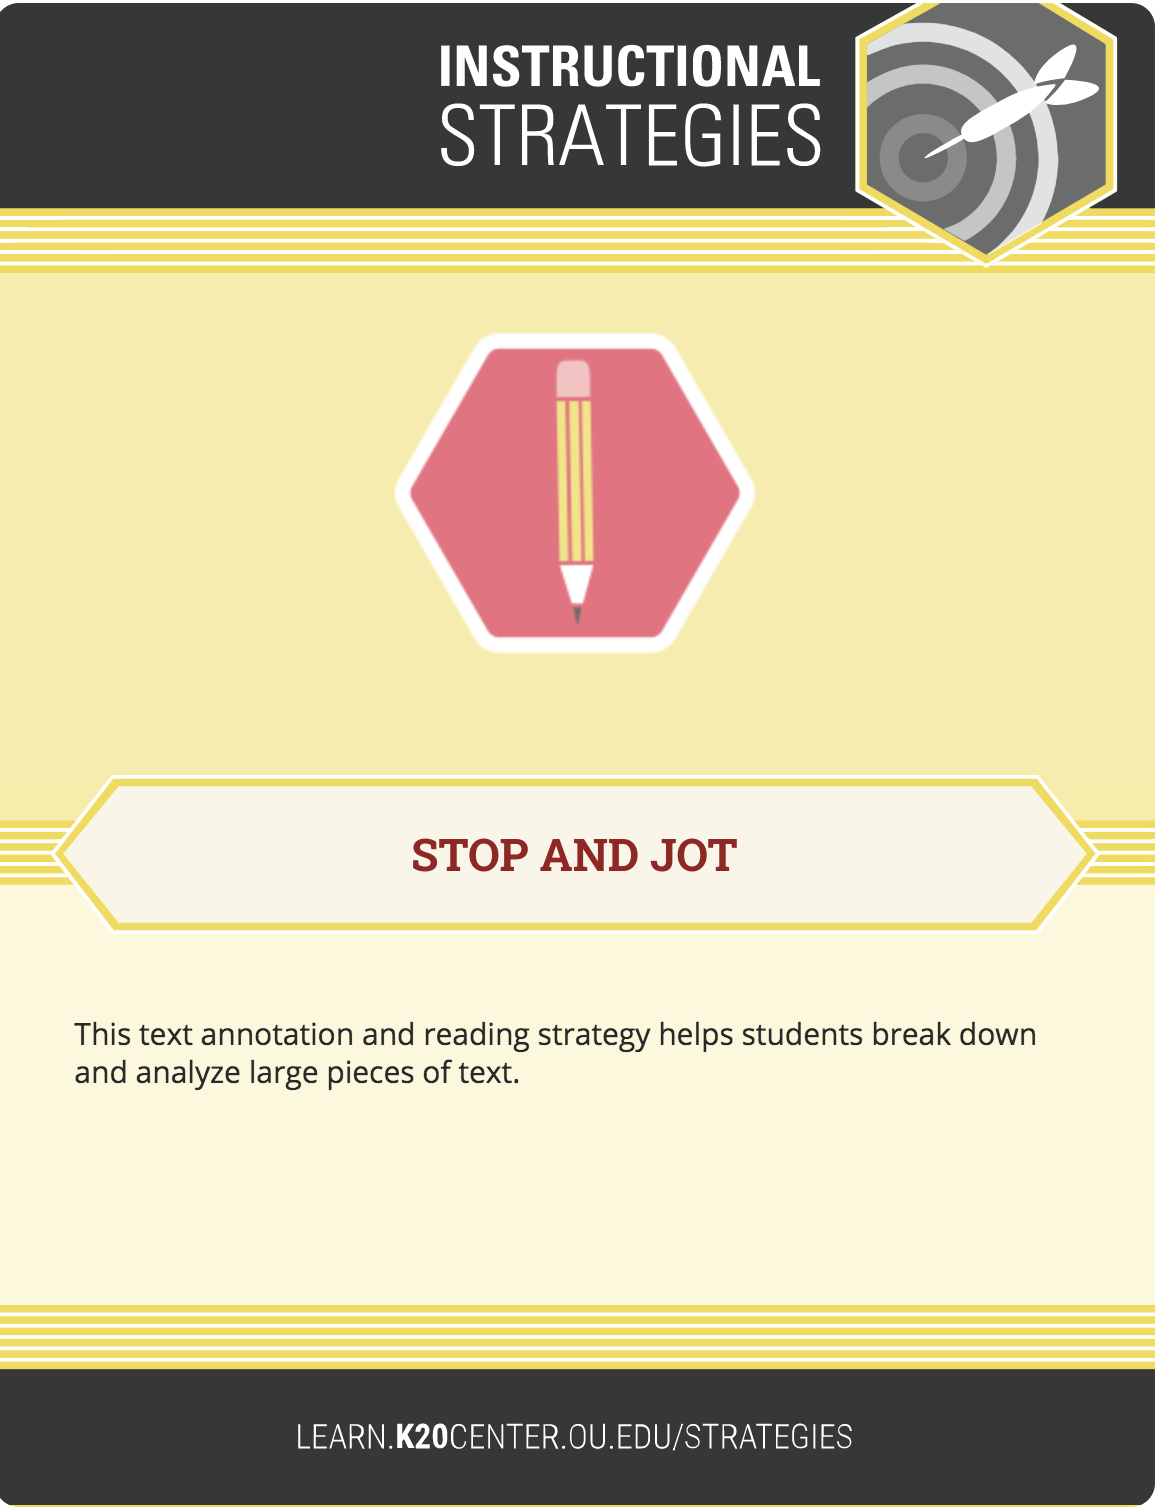 INSTRUCTIONAL
STRATEGIES
STOP AND JOT
This text annotation and reading strategy helps students break down
and analyze large pieces of text.
LEARN.K20CENTER.OU.EDU/STRATEGIES